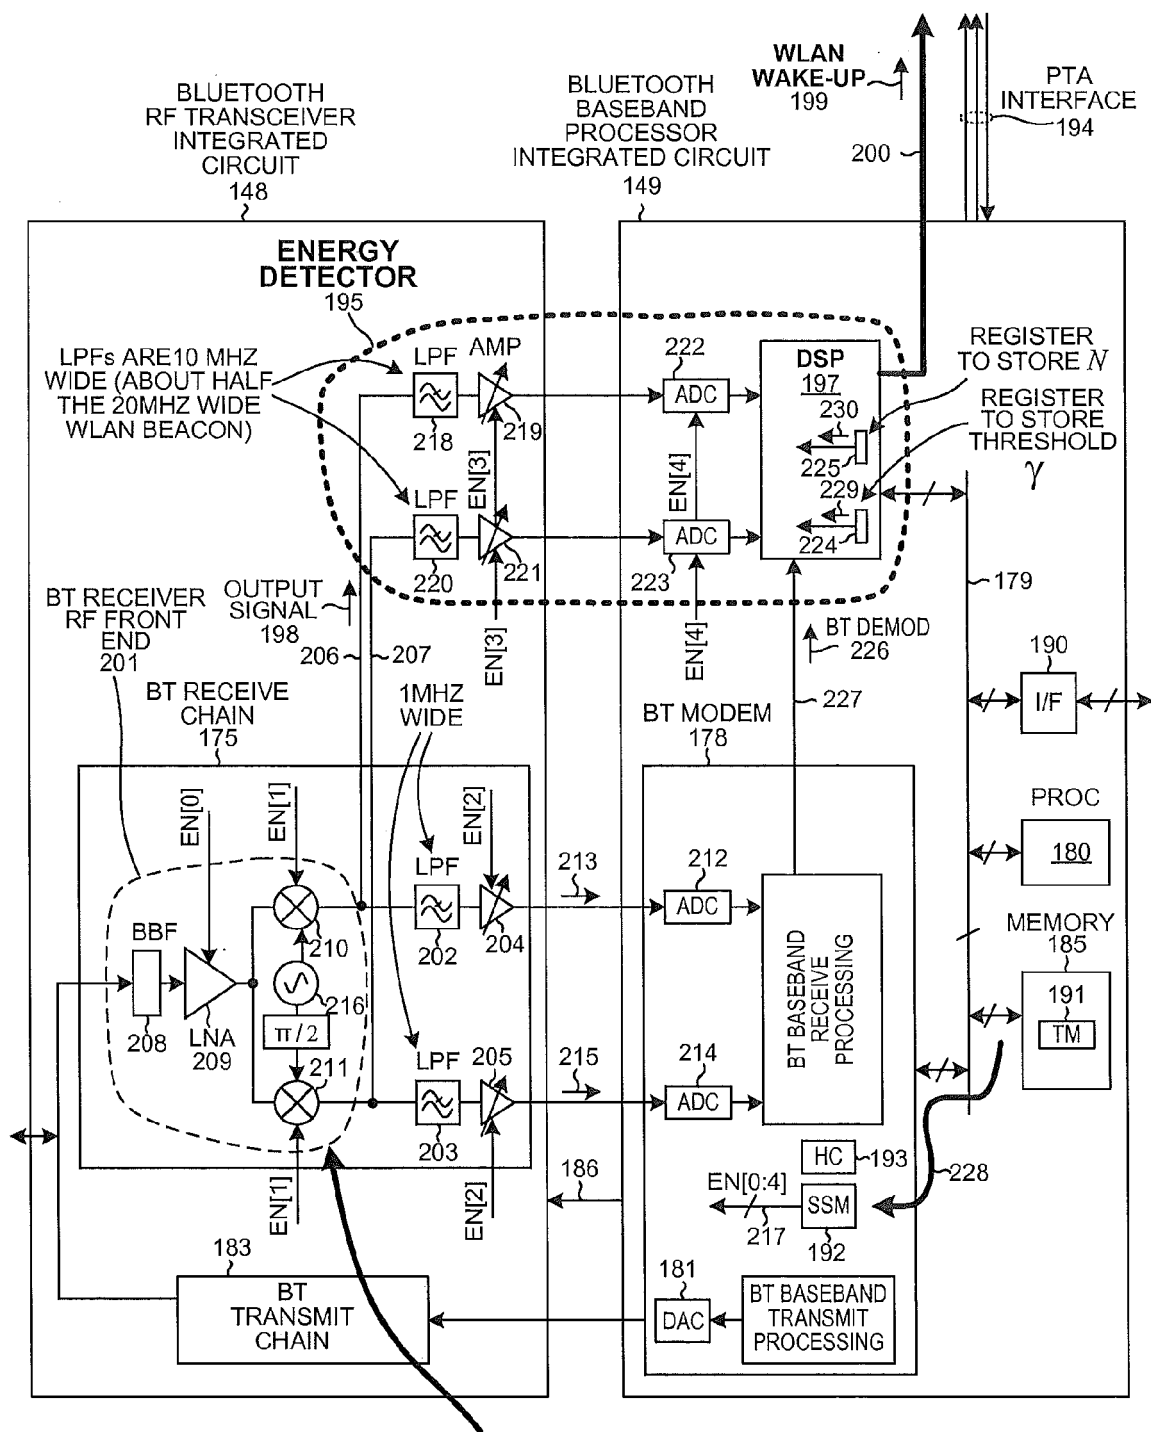 WLAN
WAKE-UP
199
PTA
INTERFACE
194
200
BLUETOOTH
RF TRANSCEIVER
INTEGRATED
CIRCUIT
148
BLUETOOTH
BASEBAND
PROCESSOR
INTEGRATED CIRCUIT
149
ENERGY
DETECTOR
195
LPFs ARE10 MHZ
WIDE (ABOUT HALF
THE 20MHZ WIDE
WLAN BEACON)
LPF
218
AMP
219
EN[3]
LPF
220
221
EN[3]
222
ADC
EN[4]
ADC
223
EN[4]
DSP
197
230
225
229
224
REGISTER
TO STORE N
REGISTER
TO STORE
THRESHOLD
γ
179
OUTPUT
SIGNAL
198
206
207
BT RECEIVER
RF FRONT
END
201
BT RECEIVE
CHAIN
175
1MHZ
WIDE
BT DEMOD
226
227
BT MODEM
178
190
I/F
PROC
180
MEMORY
185
191
TM
EN[0]
EN[1]
EN[2]
BBF
208
LNA
209
210
216
π/2
211
LPF
202
204
213
212
ADC
LPF
203
205
215
214
ADC
BT BASEBAND
RECEIVE
PROCESSING
EN[1]
EN[2]
186
HC
193
EN[0:4]
217
SSM
192
228
183
BT
TRANSMIT
CHAIN
181
DAC
BT BASEBAND
TRANSMIT
PROCESSING